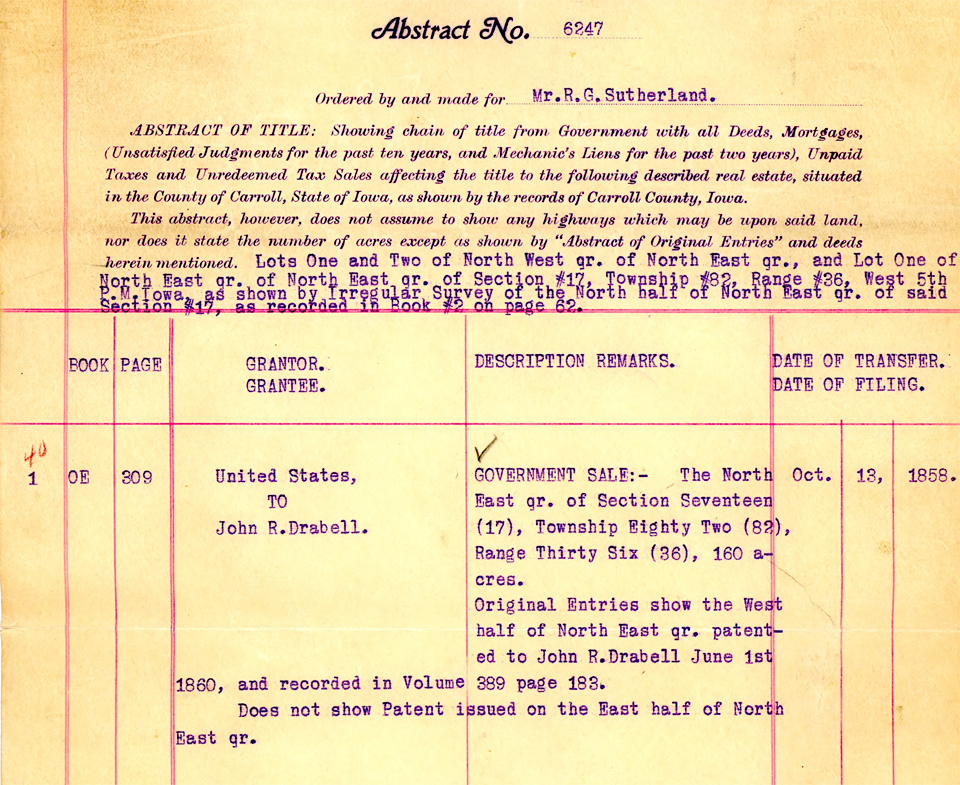 Abstract No. 6247
Ordered by and made for Mr.R.G.Sutherland.
ABSTRACT OF TITLE: Showing chain of title from Government with all Deeds, Mortgages,
(Unsatisfied Judgments for the past ten years, and Mechanic's Liens for the past two years), Unpaid
Taxes and Unredeemed Tax Sales affecting the title to the following described real estate, situated
in the County of Carroll, State of Iowa, as shown by the records of Carroll County, Iowa.
This abstract, however, does not assume to show any highways which may be upon said land,
nor does it state the number of acres except as shown by "Abstract of Original Entries" and deeds
herein mentioned. Lots One and Two of North West qr. of North East qr., and Lot One of
North East qr. of North East qr. of Section #17, Township #82, Range #36, West 5th
P.M.Iowa, as shown by Irregular Survey of the North half of North East qr. of said
Section #17, as recorded in Book #2 on page 62.
BOOK PAGE GRANTOR. DESCRIPTION REMARKS. DATE OF TRANSFER.
GRANTEE. DATE OF FILING.
40
1 OE 309 United States, GOVERNMENT SALE:- The North Oct. 13, 1858.
TO East qr. of Section Seventeen
John R.Drabell. (17), Township Eighty Two (82),
Range Thirty Six (36), 160 a-
cres.
Original Entries show the West
half of North East qr. patent-
ed to John R.Drabell June 1st
1860, and recorded in Volume 389 page 183.
Does not show Patent issued on the East half of North
East qr.